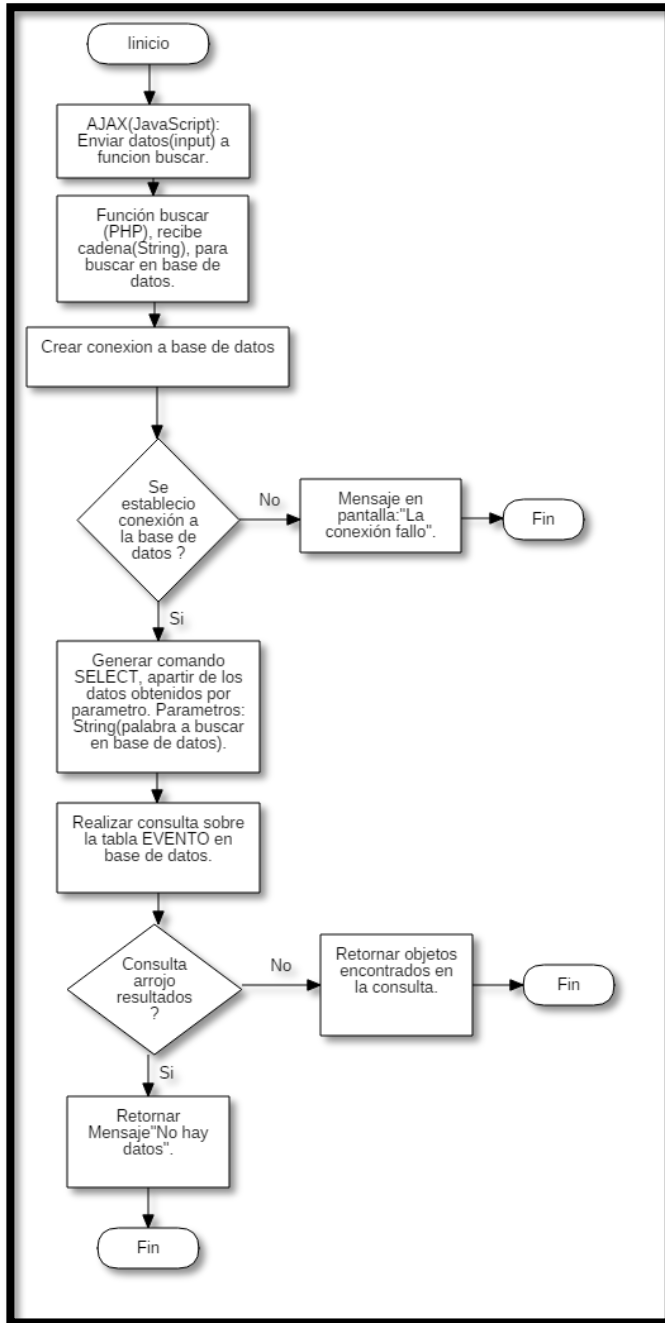 Iinicio
AJAX(JavaScript):
Enviar datos(input) a
funcion buscar.
Función buscar
(PHP), recibe
cadena(String), para
buscar en base de
datos.
Crear conexion a base de datos
Se
establecio
conexión a
la base de
datos ?
No
Mensaje en
pantalla:"La
conexión fallo".
Fin
Si
Generar comando
SELECT, apartir de los
datos obtenidos por
parametro. Parametros:
String(palabra a buscar
en base de datos).
Realizar consulta sobre
la tabla EVENTO en
base de datos.
Consulta
arrojo
resultados
?
No
Retornar objetos
encontrados en
la consulta.
Fin
Si
Retornar
Mensaje"No hay
datos".
Fin